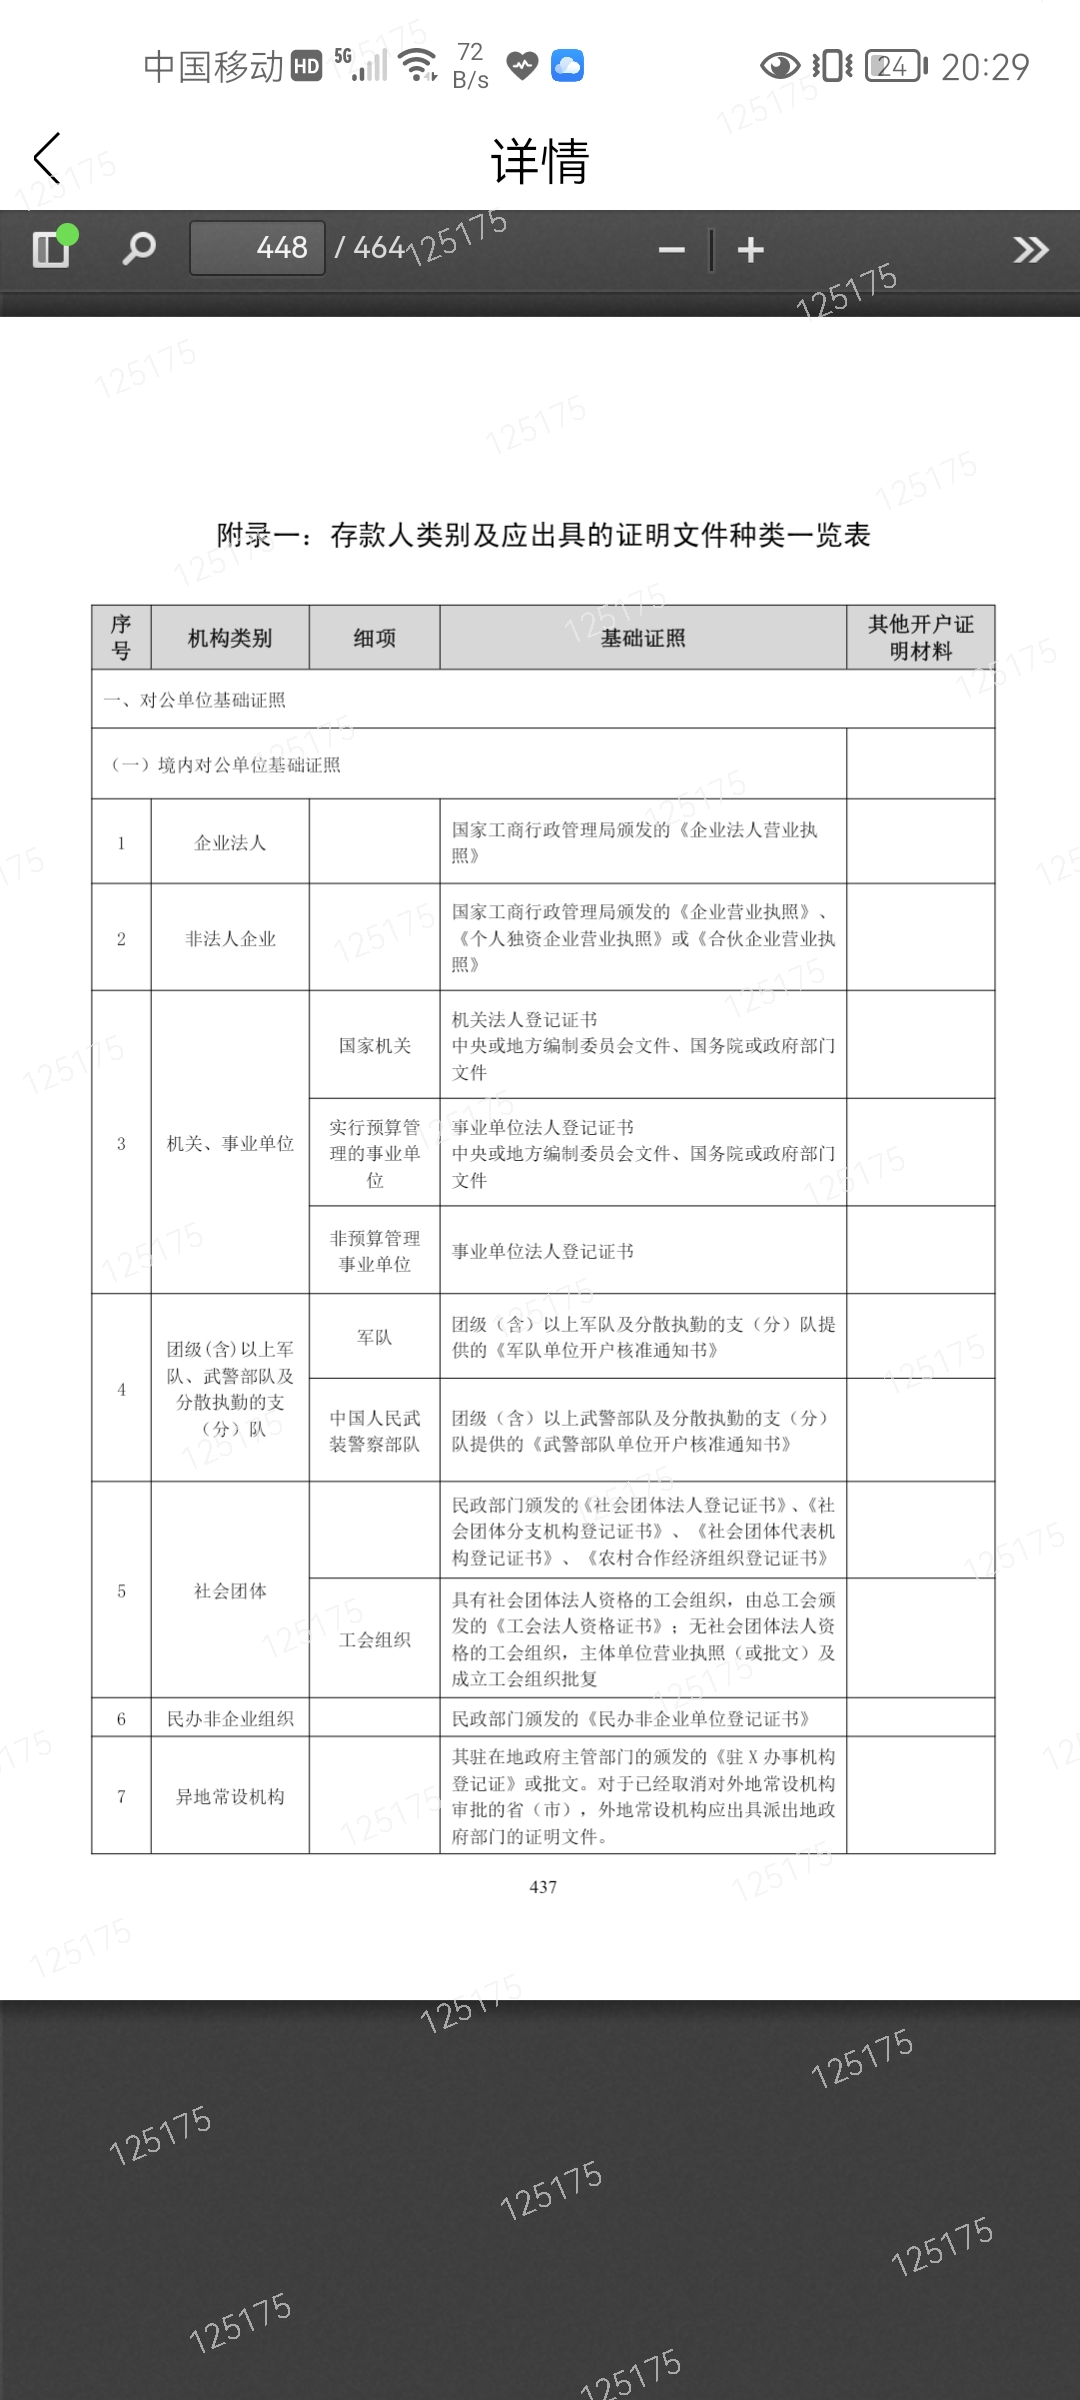 中国移动 HD 5G 72 B/s 24 20:29
详情
448 / 464
附录一：存款人类别及应出具的证明文件种类一览表
序号 机构类别 细项 基础证照 其他开户证明材料
一、对公单位基础证照
（一）境内对公单位基础证照
1 企业法人
国家工商行政管理局颁发的《企业法人营业执
照》
2 非法人企业
国家工商行政管理局颁发的《企业营业执照》、
《个人独资企业营业执照》或《合伙企业营业执
照》
3 机关、事业单位
国家机关
机关法人登记证书
中央或地方编制委员会文件、国务院或政府部门
文件
实行预算管
理的事业单
位
事业单位法人登记证书
中央或地方编制委员会文件、国务院或政府部门
文件
非预算管理
事业单位
事业单位法人登记证书
4
团级(含)以上军
队、武警部队及
分散执勤的支
（分）队
军队
团级（含）以上军队及分散执勤的支（分）队提
供的《军队单位开户核准通知书》
中国人民武
装警察部队
团级（含）以上武警部队及分散执勤的支（分）
队提供的《武警部队单位开户核准通知书》
5 社会团体
民政部门颁发的《社会团体法人登记证书》、《社
会团体分支机构登记证书》、《社会团体代表机
构登记证书》、《农村合作经济组织登记证书》
工会组织
具有社会团体法人资格的工会组织，由总工会颁
发的《工会法人资格证书》；无社会团体法人资
格的工会组织，主体单位营业执照（或批文）及
成立工会组织批复
6 民办非企业组织 民政部门颁发的《民办非企业单位登记证书》
7 异地常设机构
其驻在地政府主管部门的颁发的《驻 X 办事机构
登记证》或批文。对于已经取消对外地常设机构
审批的省（市），外地常设机构应出具派出地政
府部门的证明文件。
437
125175